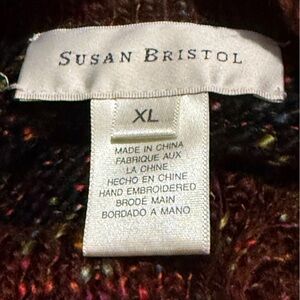 SUSAN BRISTOL
XL
MADE IN CHINA
FABRIQUE AUX
LA CHINE
HECHO EN CHINA
HAND EMBROIDERED
BRODÉ MAIN
BORDADO A MANO